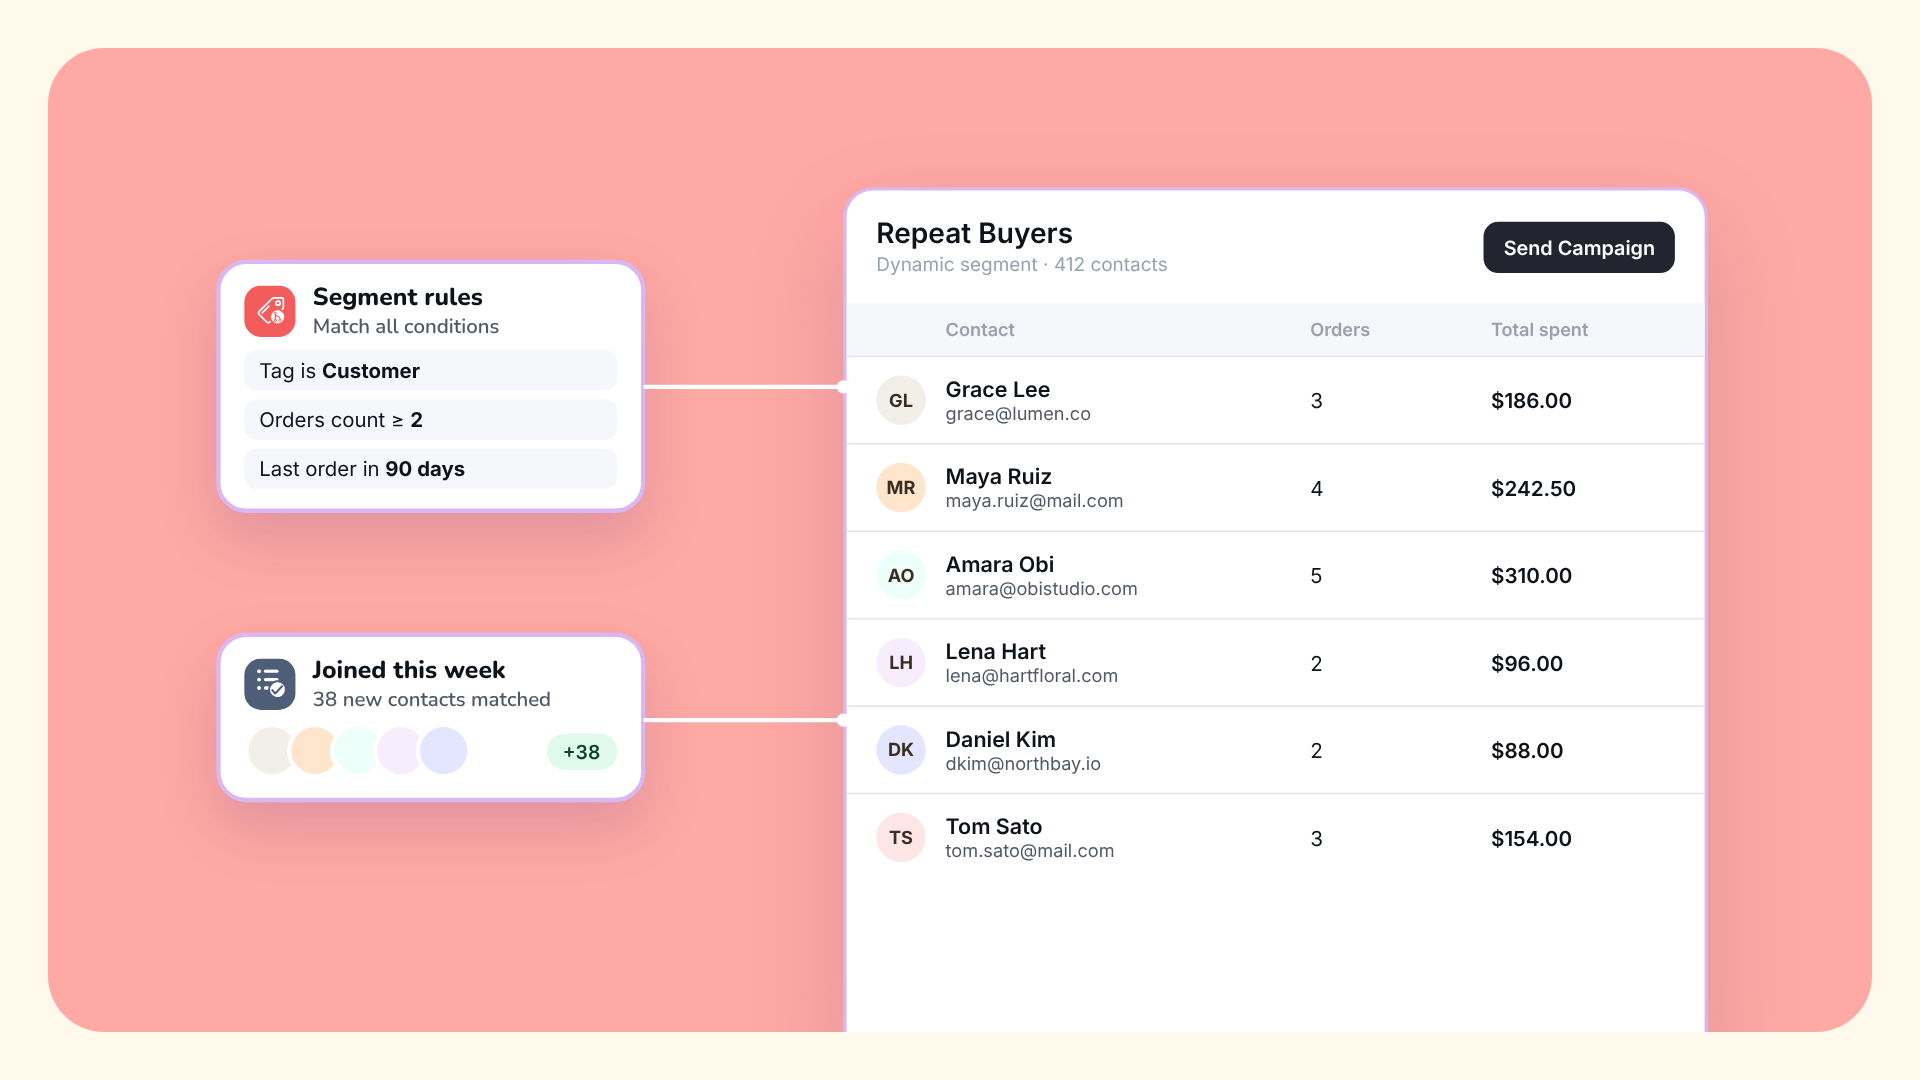 Segment rules
Match all conditions
Tag is Customer
Orders count ≥ 2
Last order in 90 days
Joined this week
38 new contacts matched
+38
Repeat Buyers
Dynamic segment · 412 contacts
Send Campaign
Contact Orders Total spent
GL Grace Lee 3 $186.00
grace@lumen.co
MR Maya Ruiz 4 $242.50
maya.ruiz@mail.com
AO Amara Obi 5 $310.00
amara@obistudio.com
LH Lena Hart 2 $96.00
lena@hartfloral.com
DK Daniel Kim 2 $88.00
dkim@northbay.io
TS Tom Sato 3 $154.00
tom.sato@mail.com